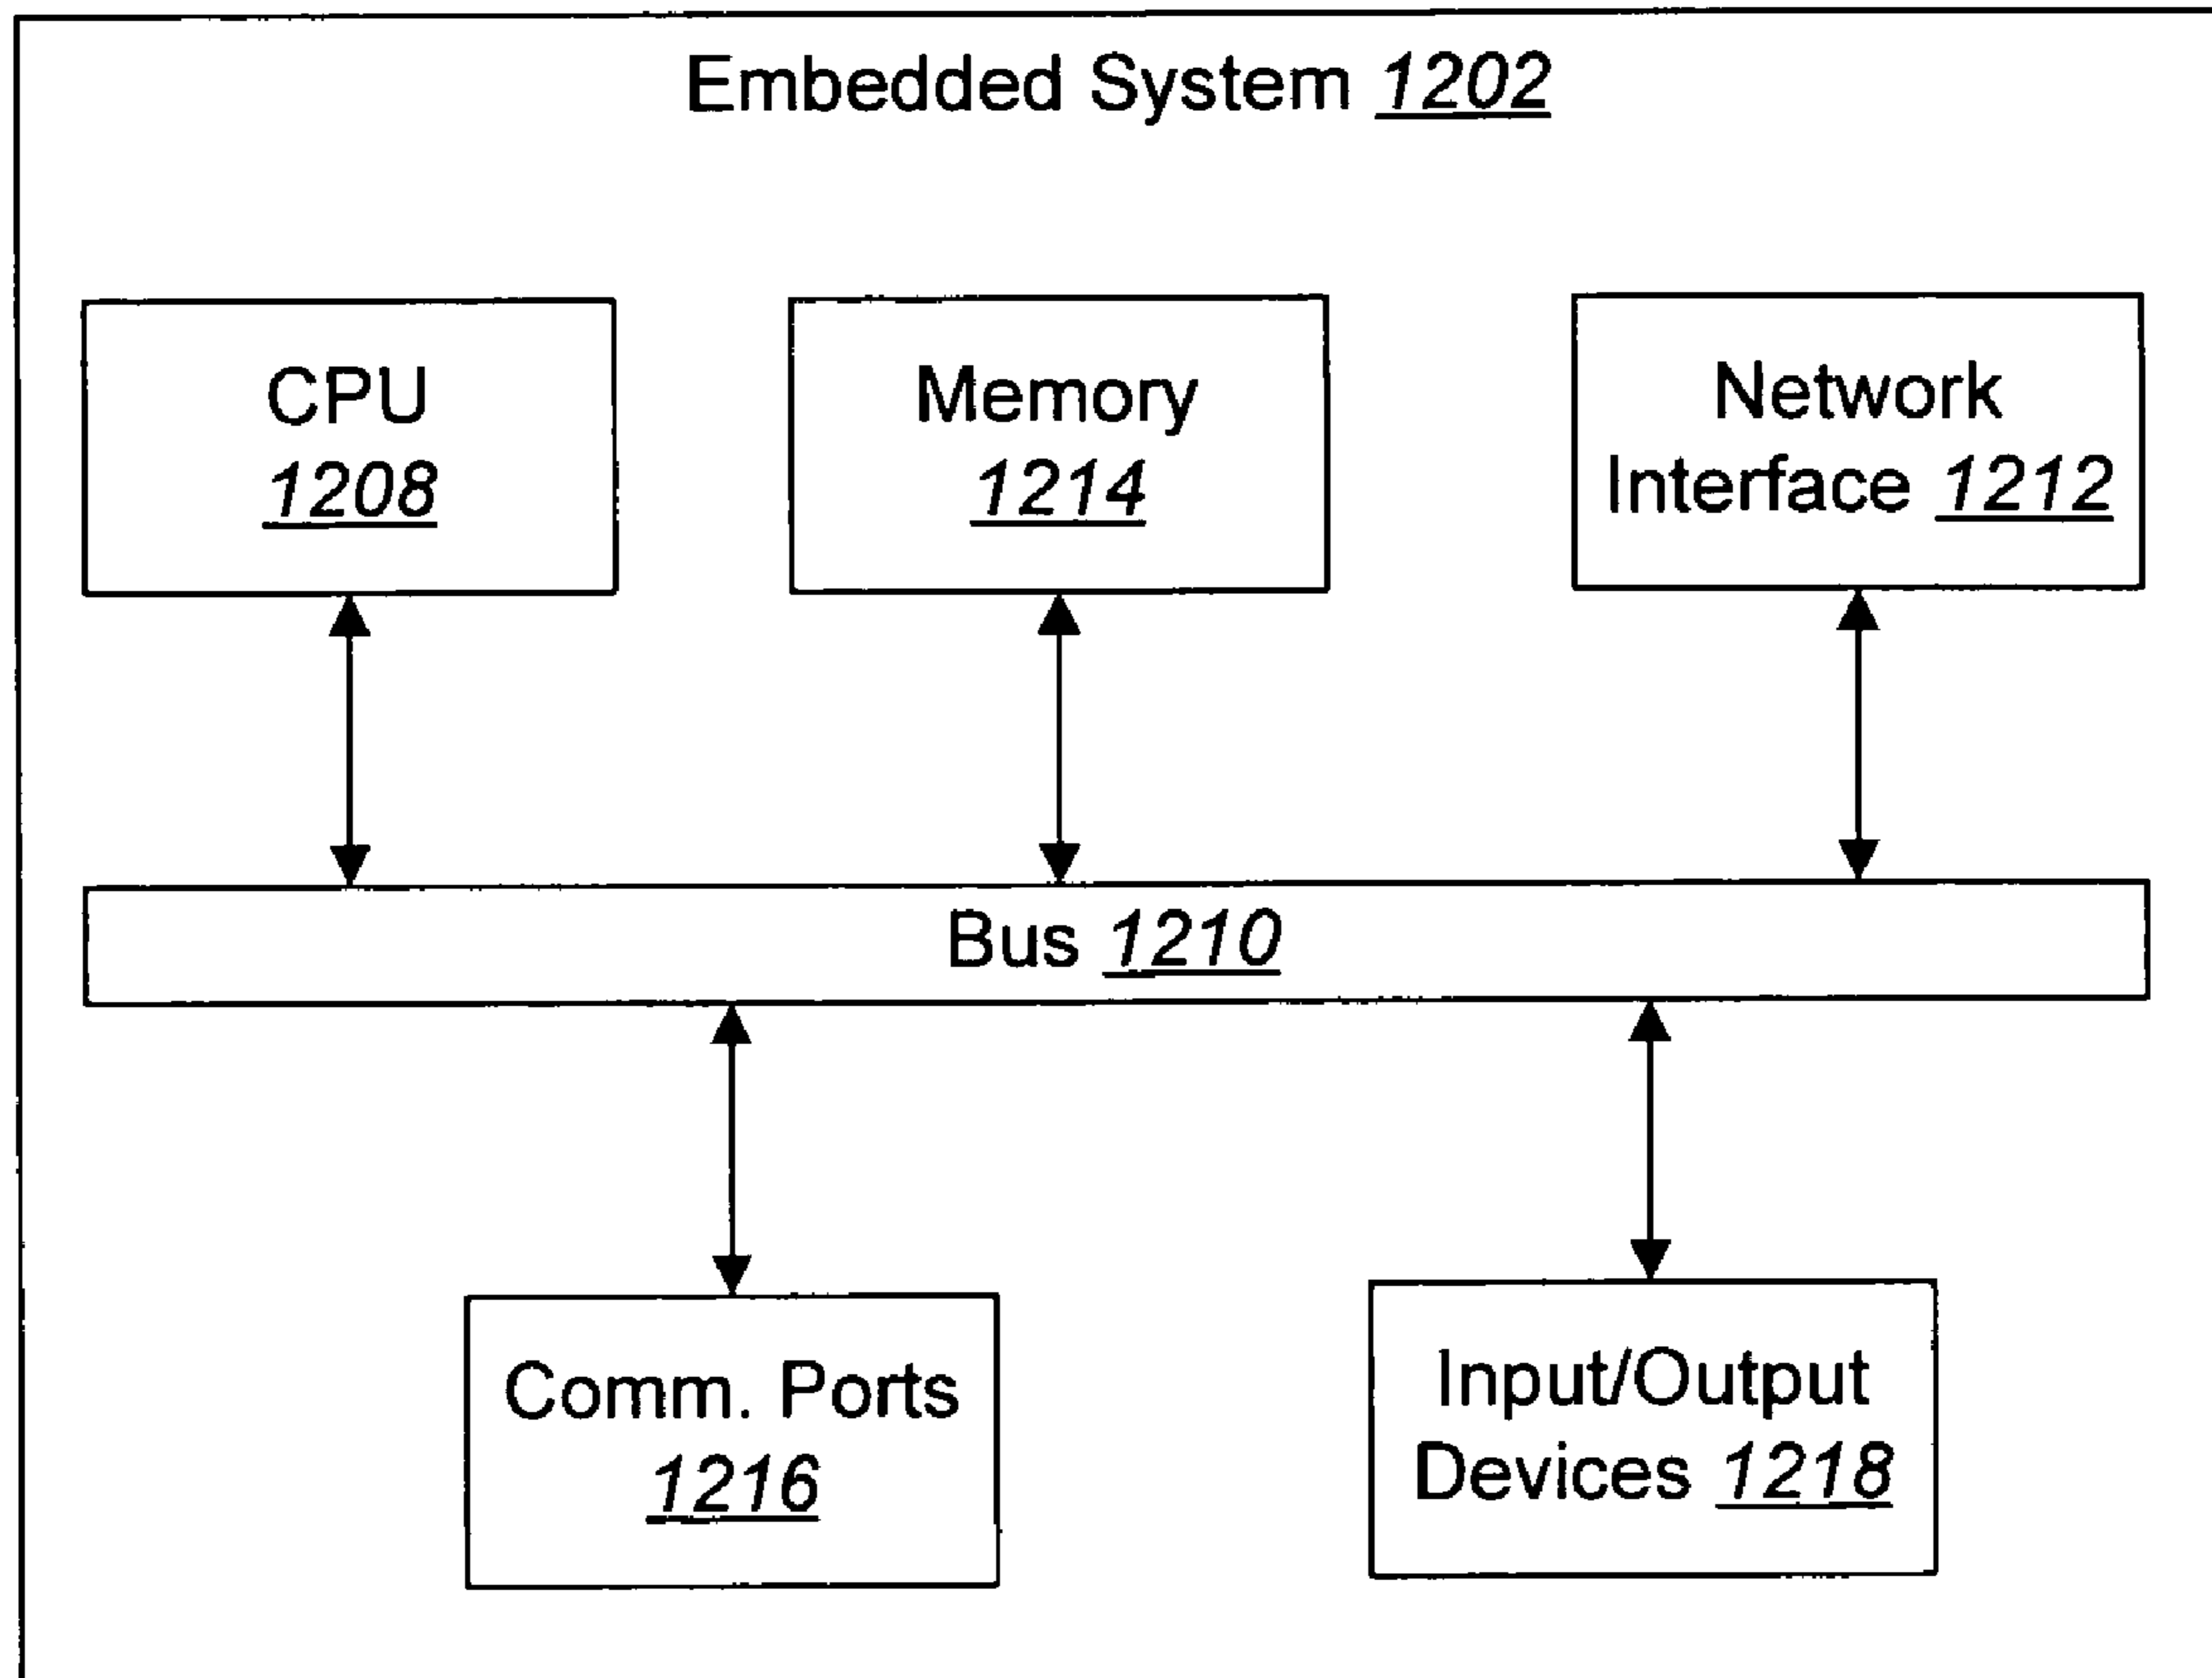 Embedded System 1202
CPU
1208
Memory
1214
Network
Interface 1212
Bus 1210
Comm. Ports
1216
Input/Output
Devices 1218